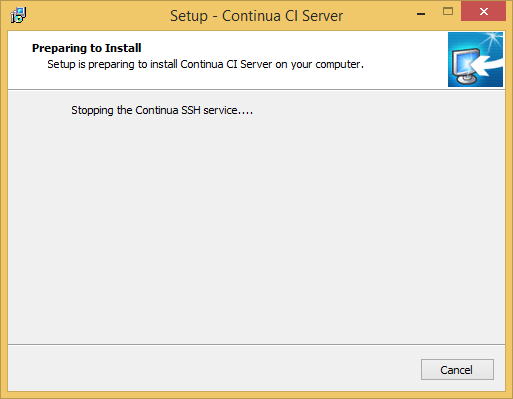 Setup - Continua CI Server
Preparing to Install
Setup is preparing to install Continua CI Server on your computer.
Stopping the Continua SSH service....
Cancel